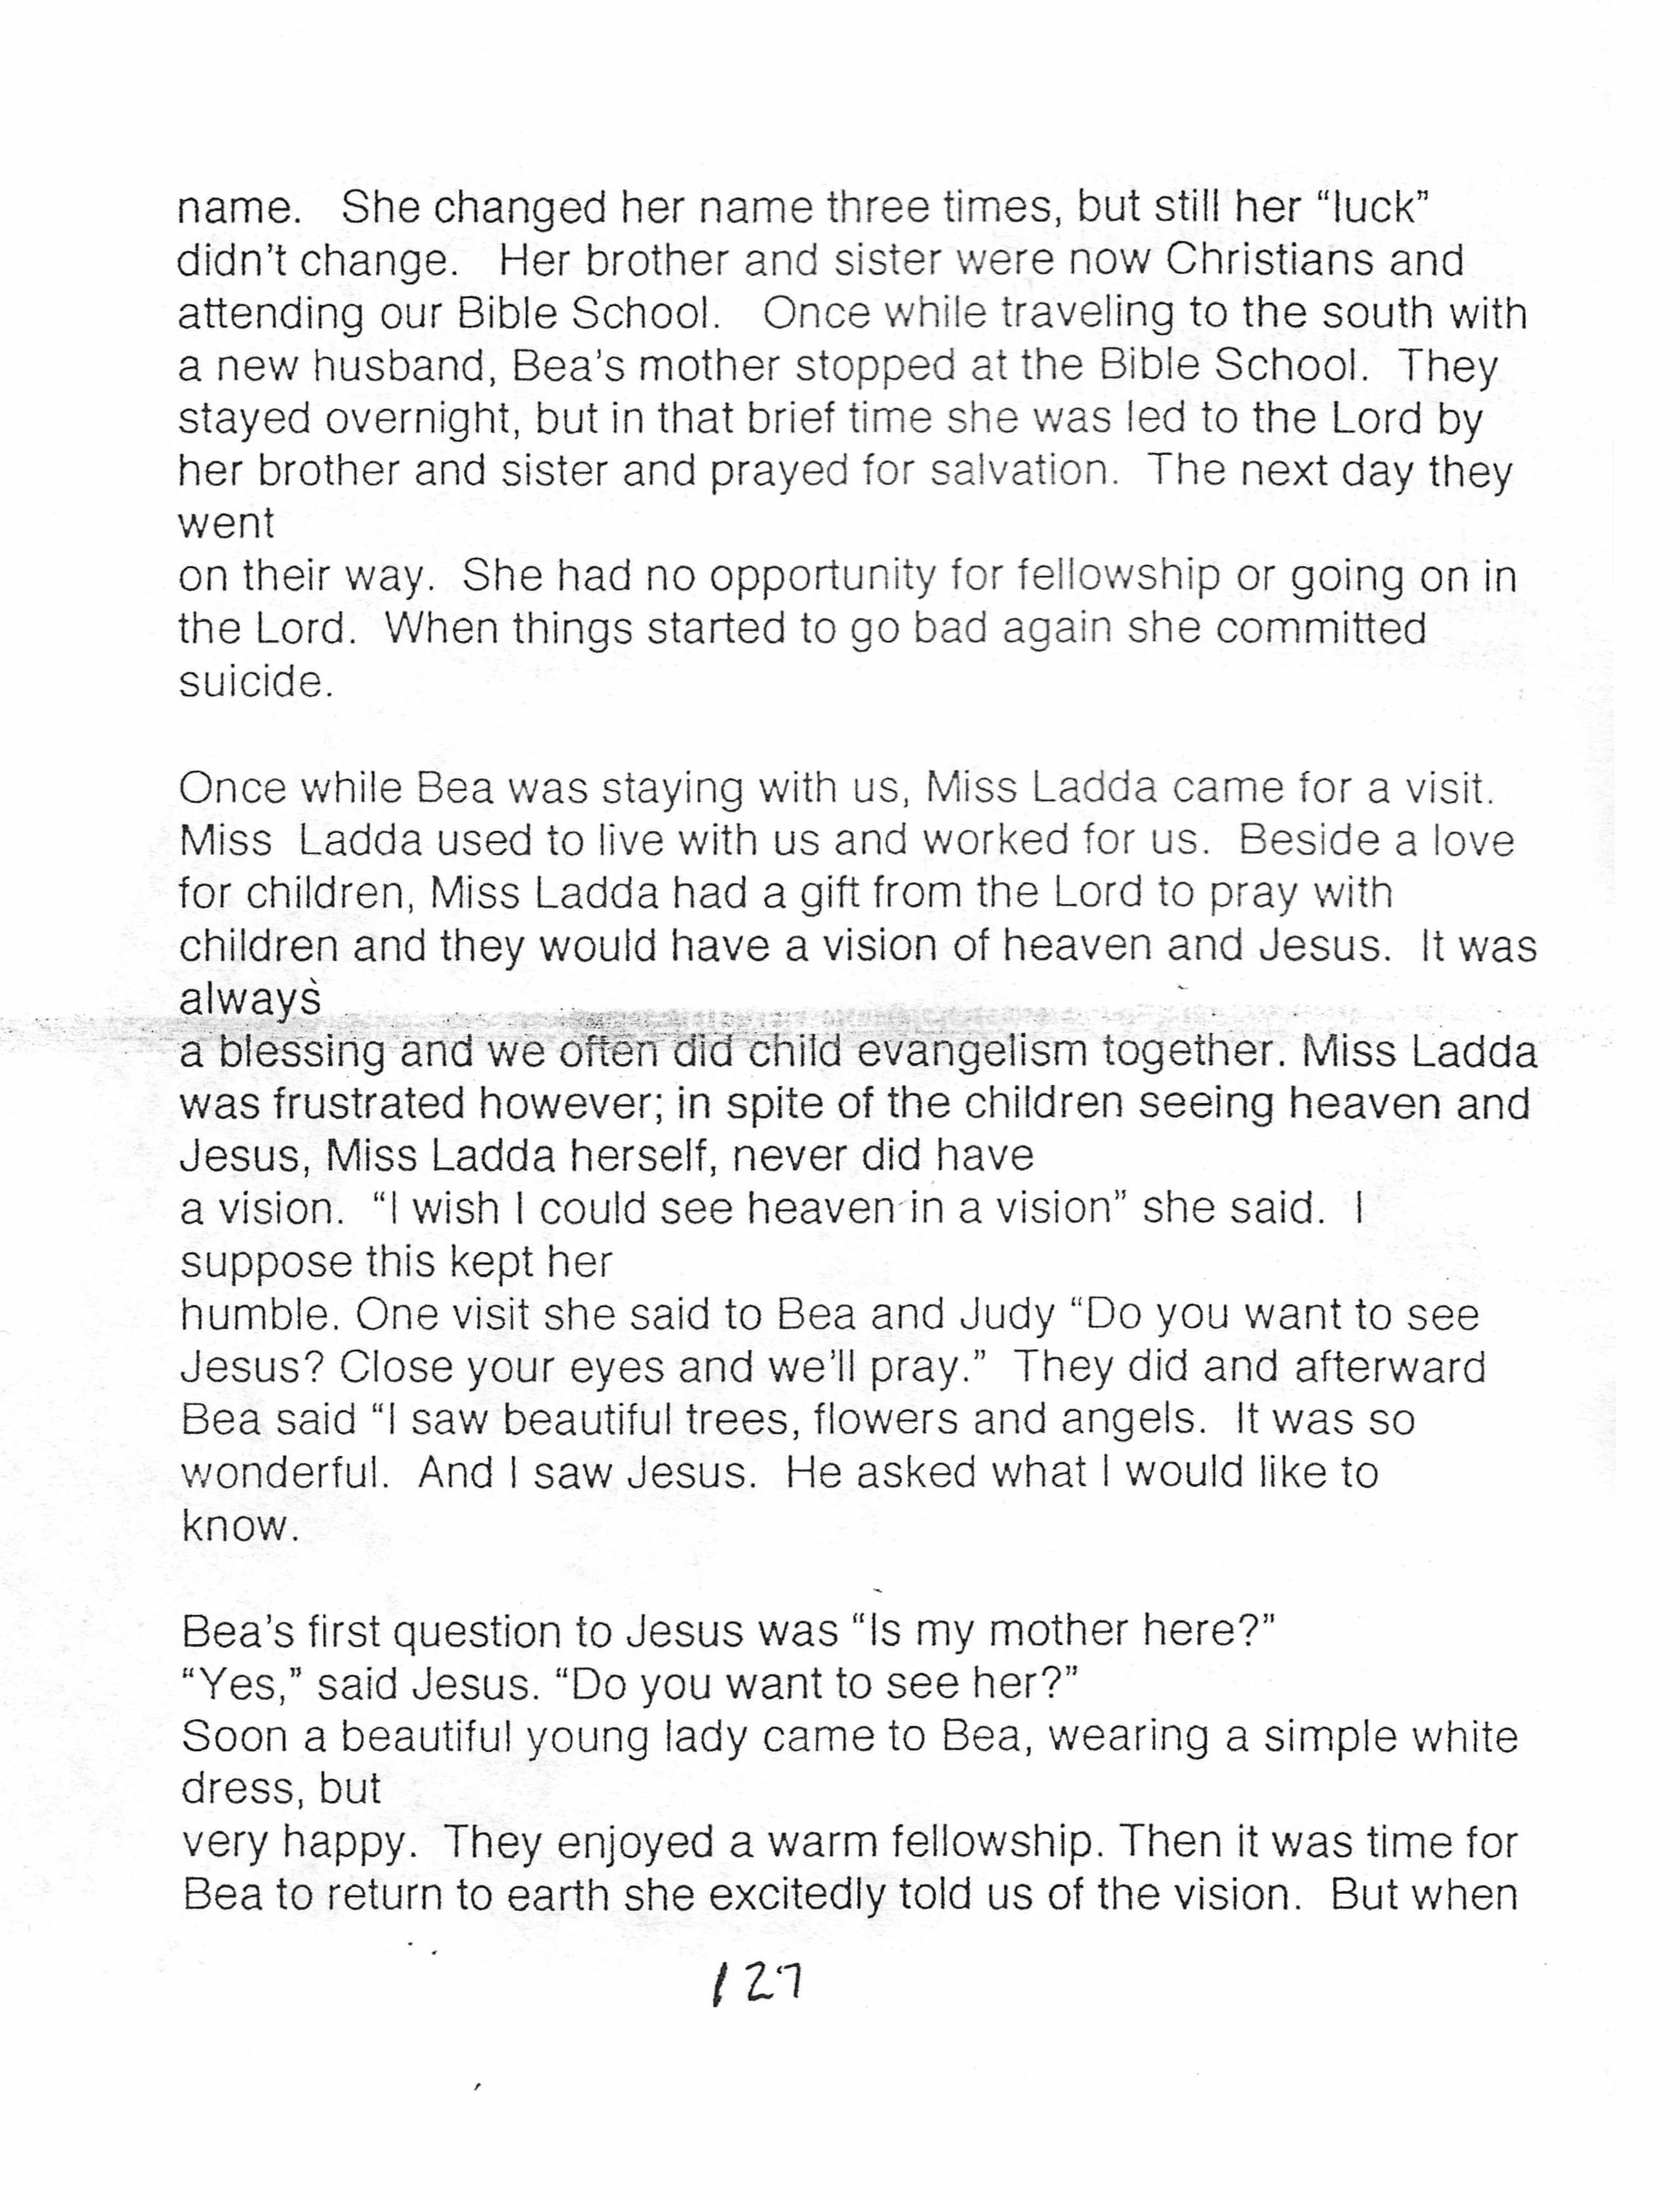 name.   She changed her name three times, but still her “luck”
didn't change.   Her brother and sister were now Christians and
attending our Bible School.   Once while traveling to the south with
a new husband, Bea's mother stopped at the Bible School.  They
stayed overnight, but in that brief time she was led to the Lord by
her brother and sister and prayed for salvation.  The next day they
went
on their way.  She had no opportunity for fellowship or going on in
the Lord.  When things started to go bad again she committed
suicide.

Once while Bea was staying with us, Miss Ladda came for a visit.
Miss  Ladda used to live with us and worked for us.  Beside a love
for children, Miss Ladda had a gift from the Lord to pray with
children and they would have a vision of heaven and Jesus.  It was
always
a blessing and we often did child evangelism together. Miss Ladda
was frustrated however; in spite of the children seeing heaven and
Jesus, Miss Ladda herself, never did have
a vision.  “I wish I could see heaven in a vision” she said.  I
suppose this kept her
humble. One visit she said to Bea and Judy “Do you want to see
Jesus? Close your eyes and we'll pray.”  They did and afterward
Bea said “I saw beautiful trees, flowers and angels.  It was so
wonderful.  And I saw Jesus.  He asked what I would like to
know.

Bea's first question to Jesus was “Is my mother here?”
“Yes,” said Jesus. “Do you want to see her?”
Soon a beautiful young lady came to Bea, wearing a simple white
dress, but
very happy.  They enjoyed a warm fellowship. Then it was time for
Bea to return to earth she excitedly told us of the vision.  But when
127